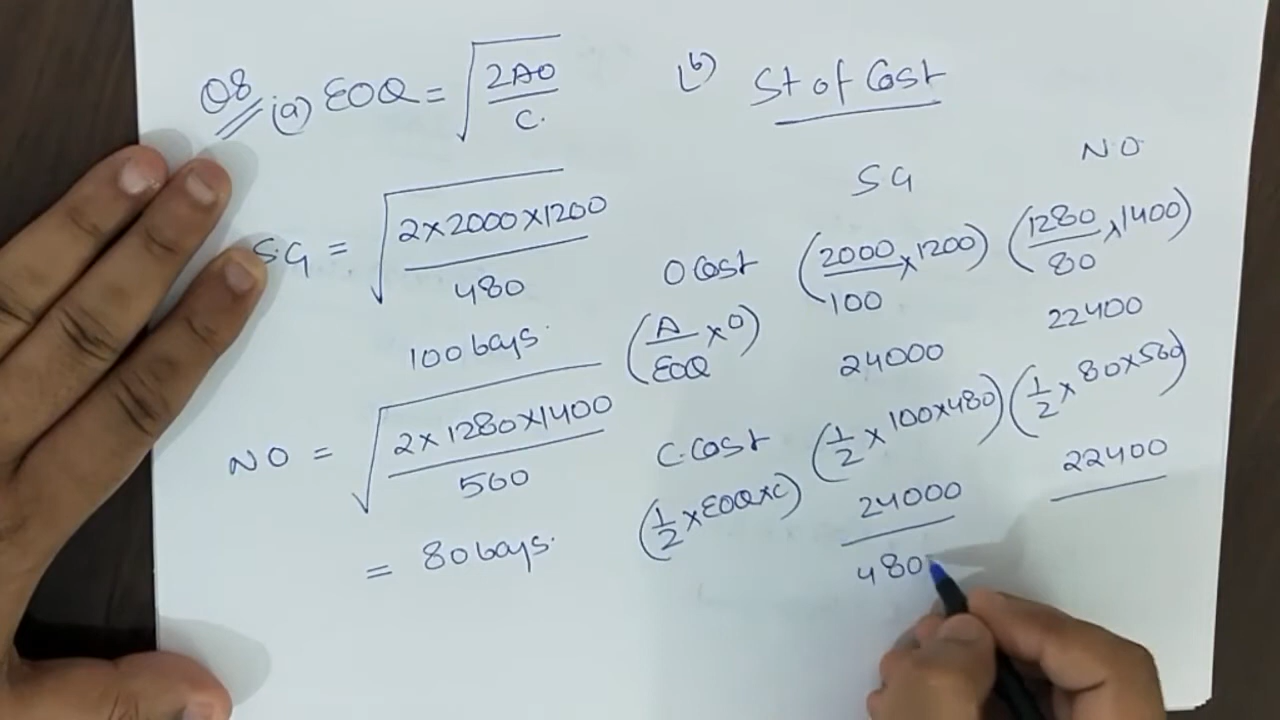 Q8 (a) EOQ = √(2AO/C.)
S.G = √(2×2000×1200/480)
100 bags.
NO = √(2×1280×1400/560)
= 80 bags.
(b) St of Cost
SG NO
O Cost (2000/100 × 1200) (1280/80 × 1400)
(A/EOQ × O) 24000 22400
C. Cost (1/2 × 100 × 480) (1/2 × 80 × 560)
(1/2 × EOQ × C) 24000 22400
480